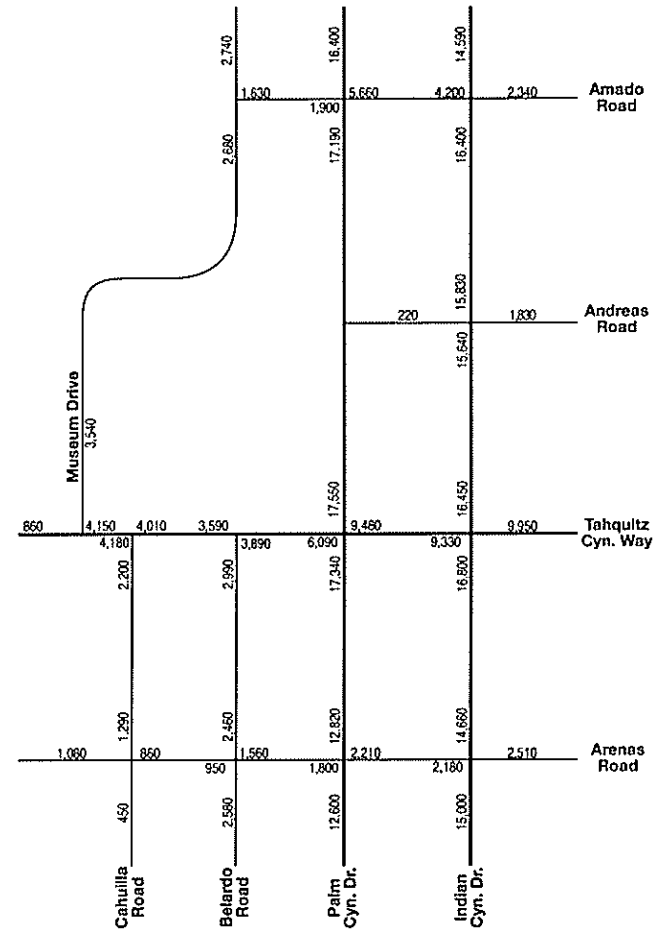 2,740
16,400
14,590
1,630
5,660
4,200
2,340
Amado
Road
1,900
2,680
17,190
16,400
15,830
220
1,830
Andreas
Road
15,640
Museum Drive
3,540
17,550
16,450
860
4,150
4,010
3,590
9,460
9,950
Tahquitz
Cyn. Way
4,180
3,890
6,090
9,330
2,200
2,990
17,340
16,800
1,290
2,460
12,820
14,660
1,080
860
1,560
2,210
2,510
Arenas
Road
950
1,800
2,180
450
2,580
12,600
15,000
Cahuilla
Road
Belardo
Road
Palm
Cyn. Dr.
Indian
Cyn. Dr.